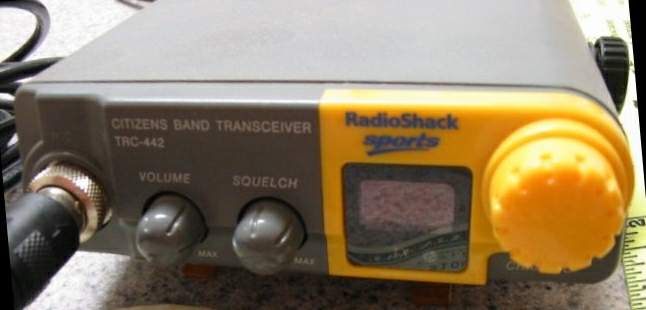 RadioShack
sports
CITIZENS BAND TRANSCEIVER
TRC-442
VOLUME
SQUELCH
MAX
MAX